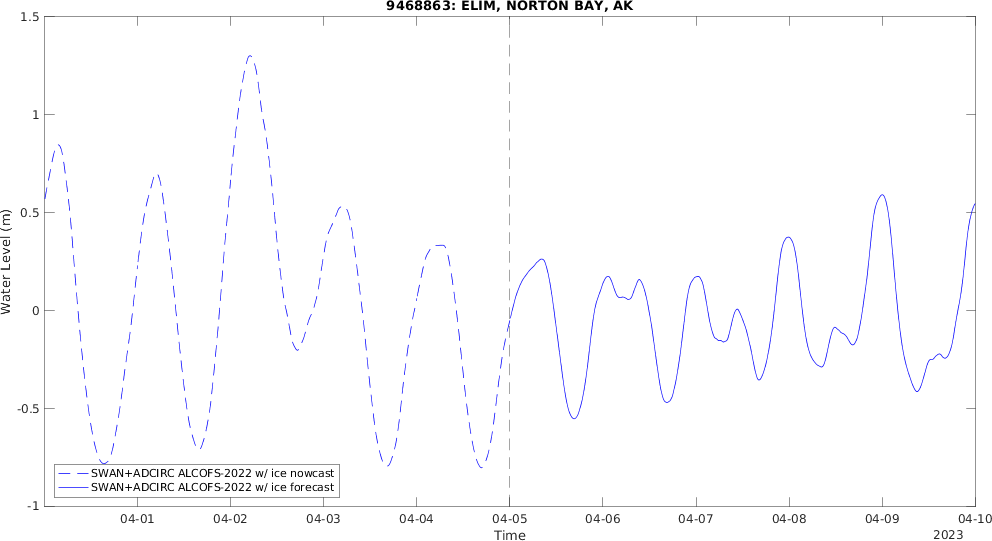 9468863: ELIM, NORTON BAY, AK
Water Level (m)
1.5
1
0.5
0
-0.5
-1
SWAN+ADCIRC ALCOFS-2022 w/ ice nowcast
SWAN+ADCIRC ALCOFS-2022 w/ ice forecast
04-01 04-02 04-03 04-04 04-05 04-06 04-07 04-08 04-09 04-10
Time
2023